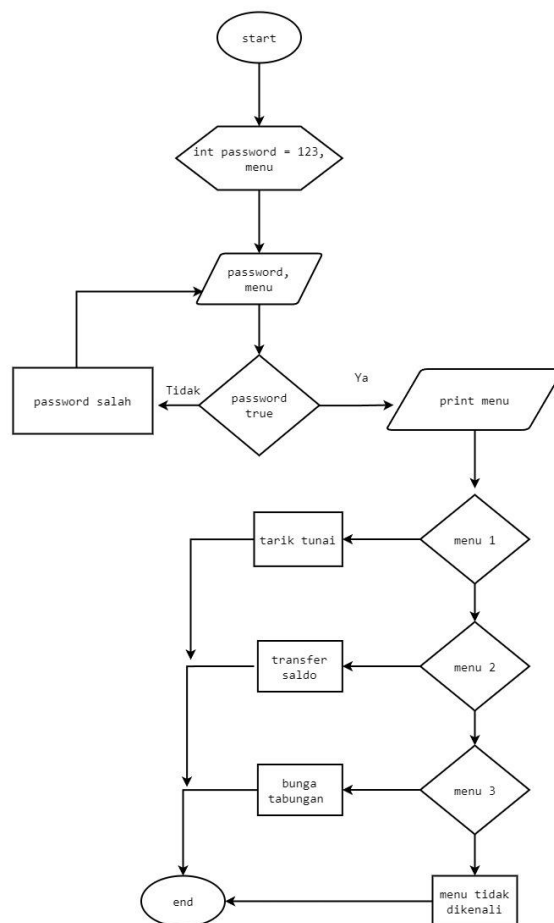 start
int password = 123,
menu
password,
menu
Tidak
Ya
password salah
password
true
print menu
tarik tunai
menu 1
transfer
saldo
menu 2
bunga
tabungan
menu 3
end
menu tidak
dikenali